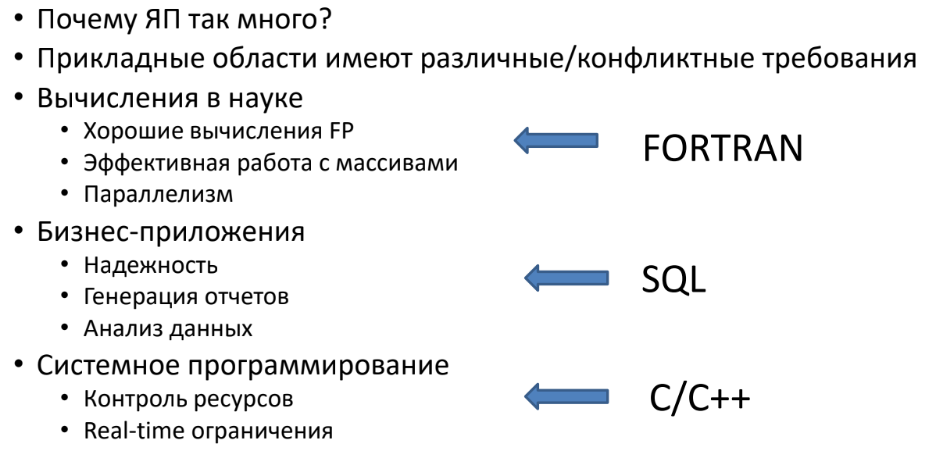 • Почему ЯП так много?
• Прикладные области имеют различные/конфликтные требования
• Вычисления в науке
• Хорошие вычисления FP
• Эффективная работа с массивами
• Параллелизм
FORTRAN
• Бизнес-приложения
• Надежность
• Генерация отчетов
• Анализ данных
SQL
• Системное программирование
• Контроль ресурсов
• Real-time ограничения
C/C++